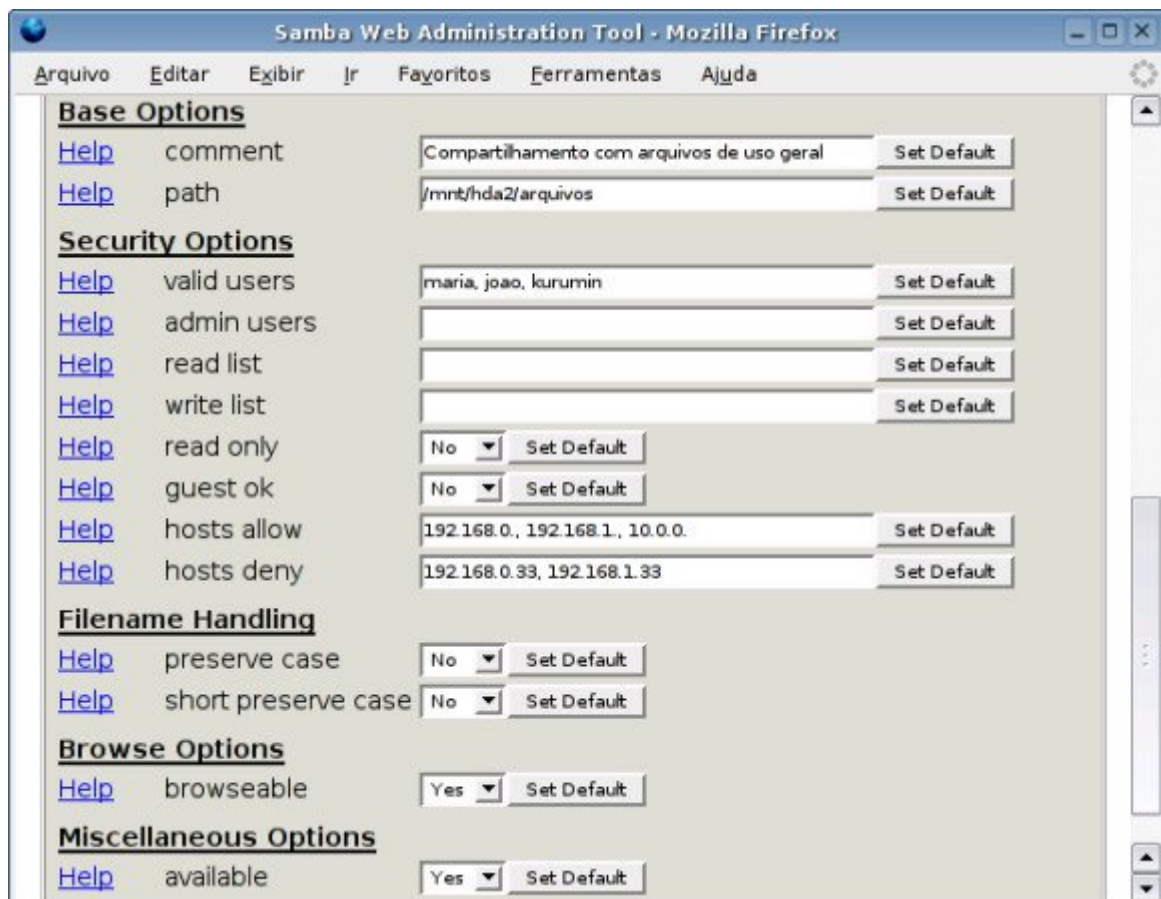 Samba Web Administration Tool - Mozilla Firefox
Arquivo Editar Exibir Ir Favoritos Ferramentas Ajuda
Base Options
Help comment Compartilhamento com arquivos de uso geral Set Default
Help path /mnt/hda2/arquivos Set Default
Security Options
Help valid users maria, joao, kurumin Set Default
Help admin users Set Default
Help read list Set Default
Help write list Set Default
Help read only No Set Default
Help guest ok No Set Default
Help hosts allow 192.168.0., 192.168.1., 10.0.0. Set Default
Help hosts deny 192.168.0.33, 192.168.1.33 Set Default
Filename Handling
Help preserve case No Set Default
Help short preserve case No Set Default
Browse Options
Help browseable Yes Set Default
Miscellaneous Options
Help available Yes Set Default